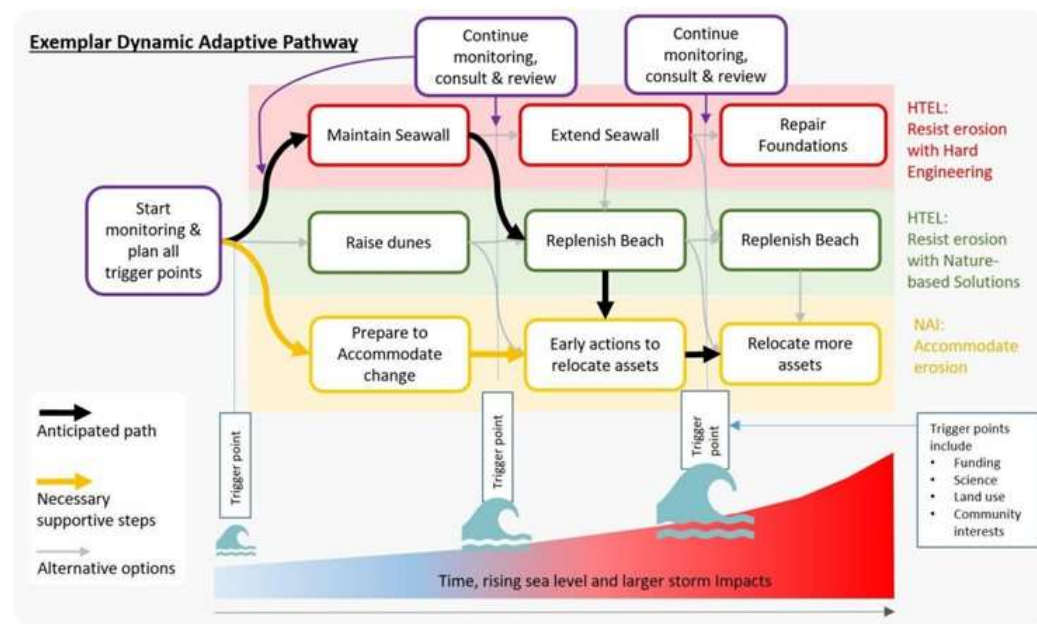 Exemplar Dynamic Adaptive Pathway
Continue
monitoring,
consult & review
Continue
monitoring,
consult & review
Maintain Seawall
Extend Seawall
Repair
Foundations
HTEL:
Resist erosion
with Hard
Engineering
Start
monitoring &
plan all
trigger points
Raise dunes
Replenish Beach
Replenish Beach
HTEL:
Resist erosion
with Nature-
based Solutions
Prepare to
Accommodate
change
Early actions to
relocate assets
Relocate more
assets
NAI:
Accommodate
erosion
Anticipated path
Necessary
supportive steps
Alternative options
Trigger point
Trigger point
Trigger
point
Trigger points
include
• Funding
• Science
• Land use
• Community
interests
Time, rising sea level and larger storm Impacts